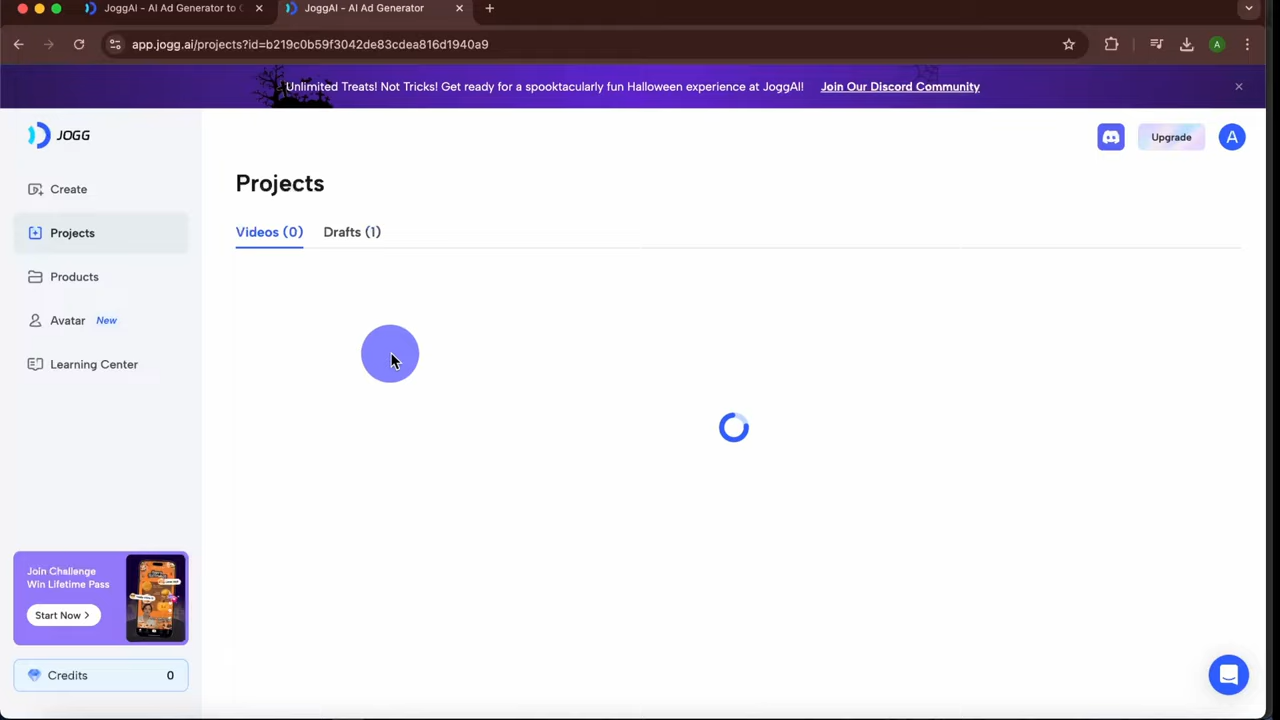 JoggAI - AI Ad Generator to
JoggAI - AI Ad Generator
app.jogg.ai/projects?id=b219c0b59f3042de83cdea816d1940a9
A
Unlimited Treats! Not Tricks! Get ready for a spooktacularly fun Halloween experience at JoggAI! Join Our Discord Community
JOGG
Upgrade
A
Create
Projects
Products
Avatar New
Learning Center
Projects
Videos (0)
Drafts (1)
Join Challenge
Win Lifetime Pass
Start Now >
Credits 0